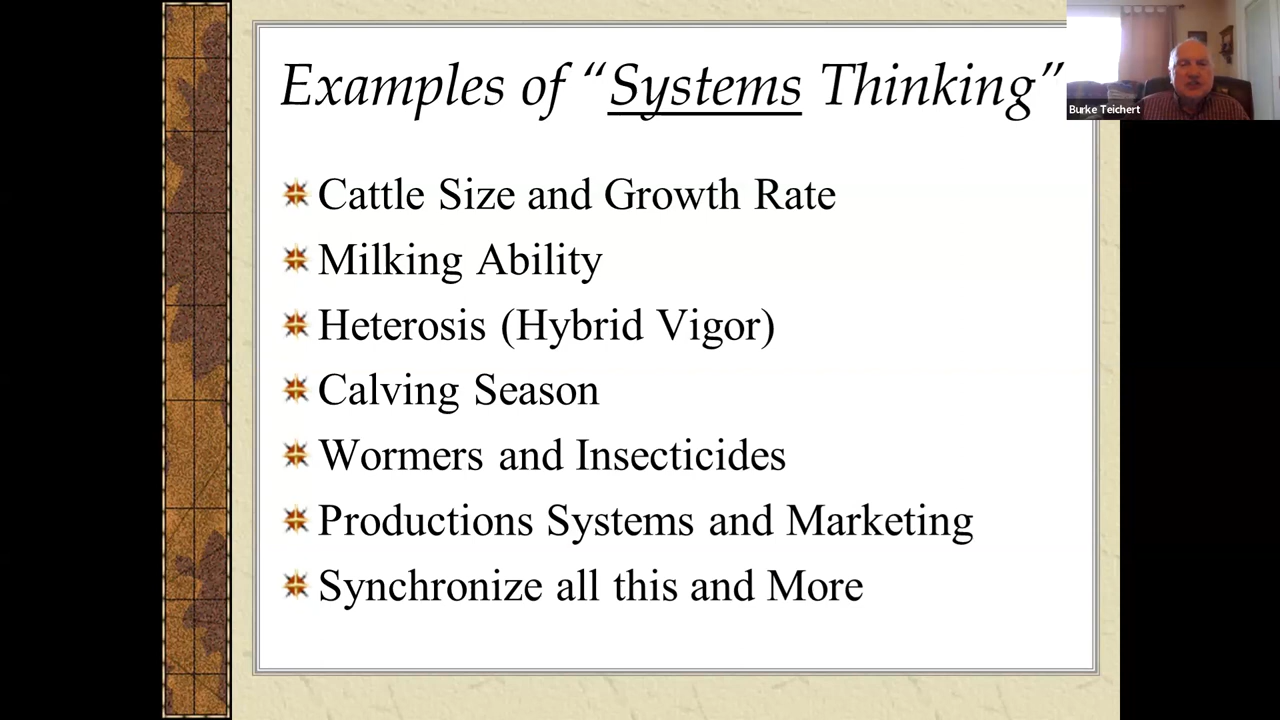 Examples of “Systems Thinking”
Burke Teichert
Cattle Size and Growth Rate
Milking Ability
Heterosis (Hybrid Vigor)
Calving Season
Wormers and Insecticides
Productions Systems and Marketing
Synchronize all this and More